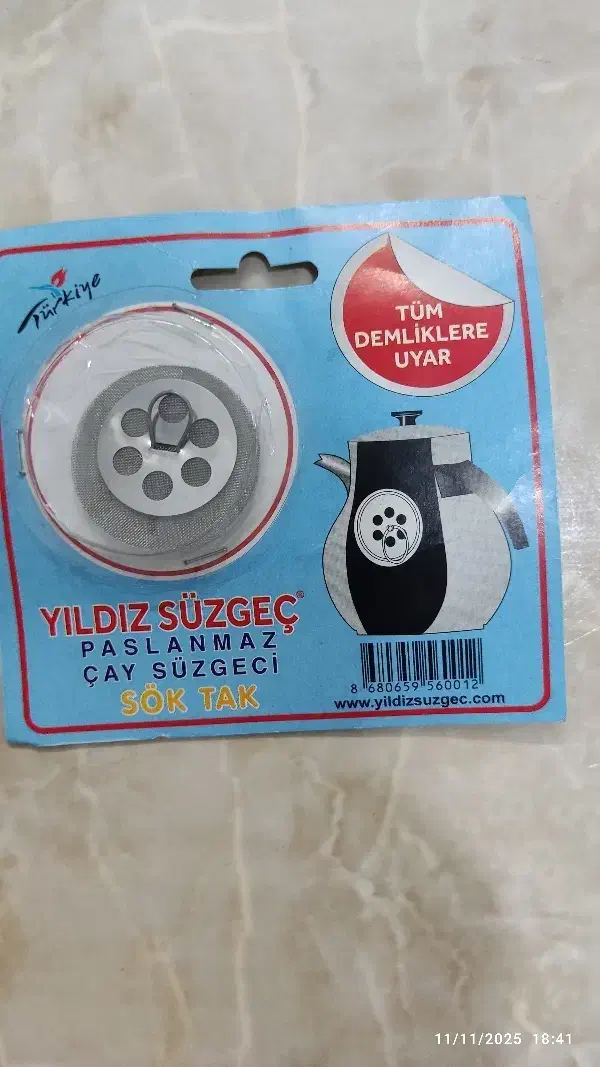 Türkiye
TÜM
DEMLİKLERE
UYAR
YILDIZ SÜZGEÇ®
PASLANMAZ
ÇAY SÜZGECİ
SÖK TAK
8 680659 560012
www.yildizsuzgec.com
11/11/2025 18:41